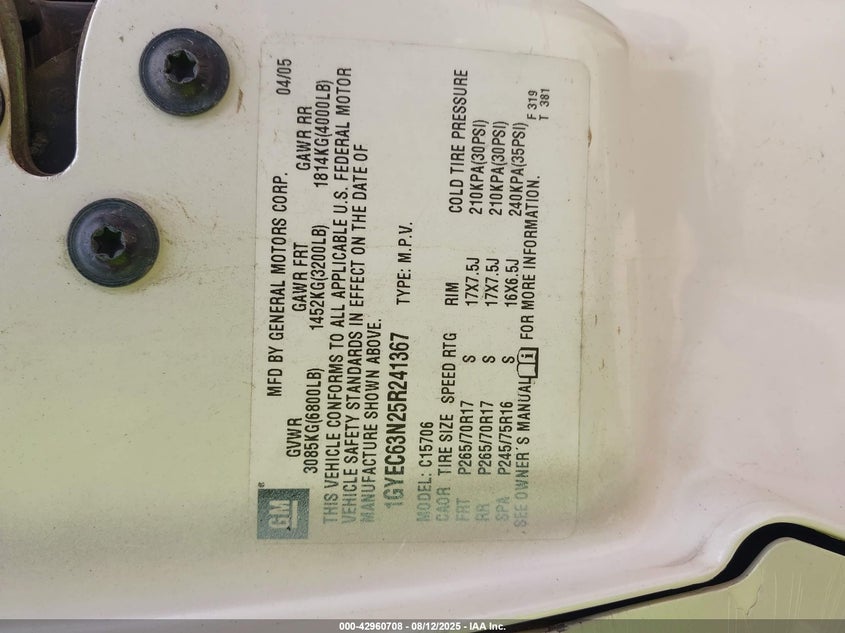 GM ®
MFD BY GENERAL MOTORS CORP. 04/05
GVWR GAWR FRT GAWR RR
3085KG(6800LB) 1452KG(3200LB) 1814KG(4000LB)
THIS VEHICLE CONFORMS TO ALL APPLICABLE U.S. FEDERAL MOTOR
VEHICLE SAFETY STANDARDS IN EFFECT ON THE DATE OF
MANUFACTURE SHOWN ABOVE.
1GYEC63N25R241367 TYPE: M.P.V.
MODEL: C15706
CAOR TIRE SIZE SPEED RTG RIM COLD TIRE PRESSURE
FRT P265/70R17 S 17X7.5J 210KPA(30PSI)
RR P265/70R17 S 17X7.5J 210KPA(30PSI)
SPA P245/75R16 S 16X6.5J 240KPA(35PSI)
SEE OWNER'S MANUAL i FOR MORE INFORMATION.
F 319
T 381
000-42960708 - 08/12/2025 - IAA Inc.